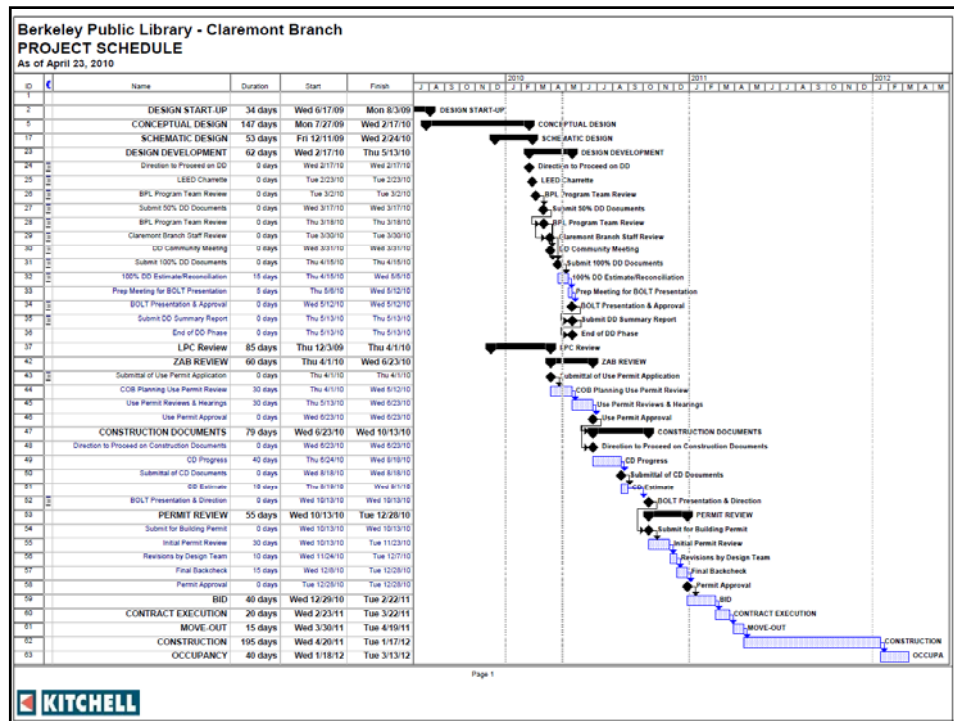 Berkeley Public Library - Claremont Branch
PROJECT SCHEDULE
As of April 23, 2010
ID Name Duration Start Finish 2010 2011 2012
J A S O N D J F M A M J J A S O N D J F M A M J J A S O N D J F M A M
1
2 DESIGN START-UP 34 days Wed 6/17/09 Mon 8/3/09 DESIGN START-UP
5 CONCEPTUAL DESIGN 147 days Mon 7/27/09 Wed 2/17/10 CONCEPTUAL DESIGN
17 SCHEMATIC DESIGN 53 days Fri 12/11/09 Wed 2/24/10 SCHEMATIC DESIGN
23 DESIGN DEVELOPMENT 62 days Wed 2/17/10 Thu 5/13/10 DESIGN DEVELOPMENT
24 Direction to Proceed on DD 0 days Wed 2/17/10 Wed 2/17/10 Direction to Proceed on DD
25 LEED Charrette 0 days Tue 2/23/10 Tue 2/23/10 LEED Charrette
26 BPL Program Team Review 0 days Tue 3/2/10 Tue 3/2/10 BPL Program Team Review
27 Submit 50% DD Documents 0 days Wed 3/17/10 Wed 3/17/10 Submit 50% DD Documents
28 BPL Program Team Review 0 days Thu 3/18/10 Thu 3/18/10 BPL Program Team Review
29 Claremont Branch Staff Review 0 days Tue 3/30/10 Tue 3/30/10 Claremont Branch Staff Review
30 DD Community Meeting 0 days Wed 3/31/10 Wed 3/31/10 DD Community Meeting
31 Submit 100% DD Documents 0 days Thu 4/15/10 Thu 4/15/10 Submit 100% DD Documents
32 100% DD Estimate/Reconciliation 15 days Thu 4/15/10 Wed 5/5/10 100% DD Estimate/Reconciliation
33 Prep Meeting for BOLT Presentation 5 days Thu 5/6/10 Wed 5/12/10 Prep Meeting for BOLT Presentation
34 BOLT Presentation & Approval 0 days Wed 5/12/10 Wed 5/12/10 BOLT Presentation & Approval
35 Submit DD Summary Report 0 days Thu 5/13/10 Thu 5/13/10 Submit DD Summary Report
36 End of DD Phase 0 days Thu 5/13/10 Thu 5/13/10 End of DD Phase
37 LPC Review 85 days Thu 12/3/09 Thu 4/1/10 LPC Review
42 ZAB REVIEW 60 days Thu 4/1/10 Wed 6/23/10 ZAB REVIEW
43 Submittal of Use Permit Application 0 days Thu 4/1/10 Thu 4/1/10 Submittal of Use Permit Application
44 COB Planning Use Permit Review 30 days Thu 4/1/10 Wed 5/12/10 COB Planning Use Permit Review
45 Use Permit Reviews & Hearings 30 days Thu 5/13/10 Wed 6/23/10 Use Permit Reviews & Hearings
46 Use Permit Approval 0 days Wed 6/23/10 Wed 6/23/10 Use Permit Approval
47 CONSTRUCTION DOCUMENTS 79 days Wed 6/23/10 Wed 10/13/10 CONSTRUCTION DOCUMENTS
48 Direction to Proceed on Construction Documents 0 days Wed 6/23/10 Wed 6/23/10 Direction to Proceed on Construction Documents
49 CD Progress 40 days Thu 6/24/10 Wed 8/18/10 CD Progress
50 Submittal of CD Documents 0 days Wed 8/18/10 Wed 8/18/10 Submittal of CD Documents
51 CD Estimate 10 days Wed 9/1/10 CD Estimate
52 BOLT Presentation & Direction 0 days Wed 10/13/10 Wed 10/13/10 BOLT Presentation & Direction
53 PERMIT REVIEW 55 days Wed 10/13/10 Tue 12/28/10 PERMIT REVIEW
54 Submit for Building Permit 0 days Wed 10/13/10 Wed 10/13/10 Submit for Building Permit
55 Initial Permit Review 30 days Wed 10/13/10 Tue 11/23/10 Initial Permit Review
56 Revisions by Design Team 10 days Wed 11/24/10 Tue 12/7/10 Revisions by Design Team
57 Final Backcheck 15 days Wed 12/8/10 Tue 12/28/10 Final Backcheck
58 Permit Approval 0 days Tue 12/28/10 Tue 12/28/10 Permit Approval
59 BID 40 days Wed 12/29/10 Tue 2/22/11 BID
60 CONTRACT EXECUTION 20 days Wed 2/23/11 Tue 3/22/11 CONTRACT EXECUTION
61 MOVE-OUT 15 days Wed 3/30/11 Tue 4/19/11 MOVE-OUT
62 CONSTRUCTION 195 days Wed 4/20/11 Tue 1/17/12 CONSTRUCTION
63 OCCUPANCY 40 days Wed 1/18/12 Tue 3/13/12 OCCUPA
Page 1
KITCHELL